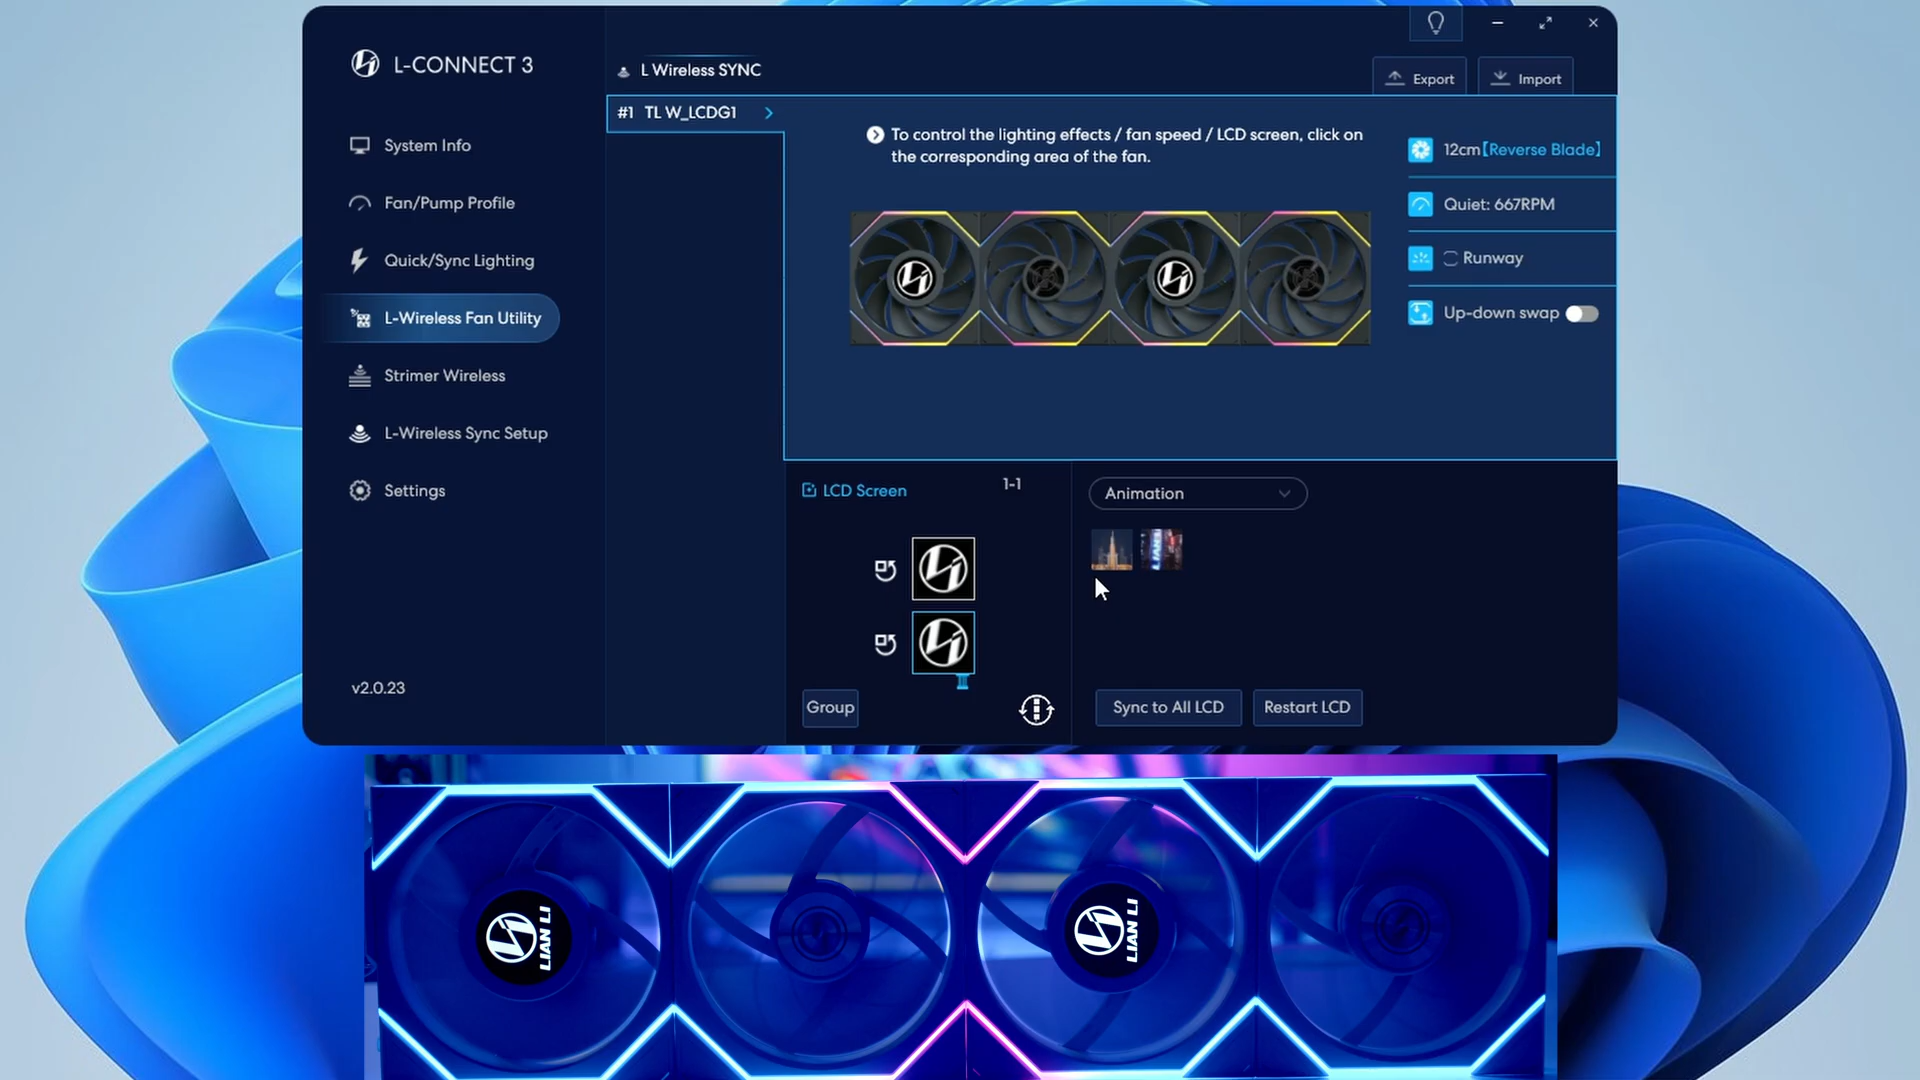 L-CONNECT 3
System Info
Fan/Pump Profile
Quick/Sync Lighting
L-Wireless Fan Utility
Strimer Wireless
L-Wireless Sync Setup
Settings
v2.0.23
L Wireless SYNC
Export
Import
#1 TL W_LCDG1
To control the lighting effects / fan speed / LCD screen, click on
the corresponding area of the fan.
12cm【Reverse Blade】
Quiet: 667RPM
Runway
Up-down swap
LCD Screen
1-1
Group
Animation
Sync to All LCD
Restart LCD
LIAN LI
LIAN LI